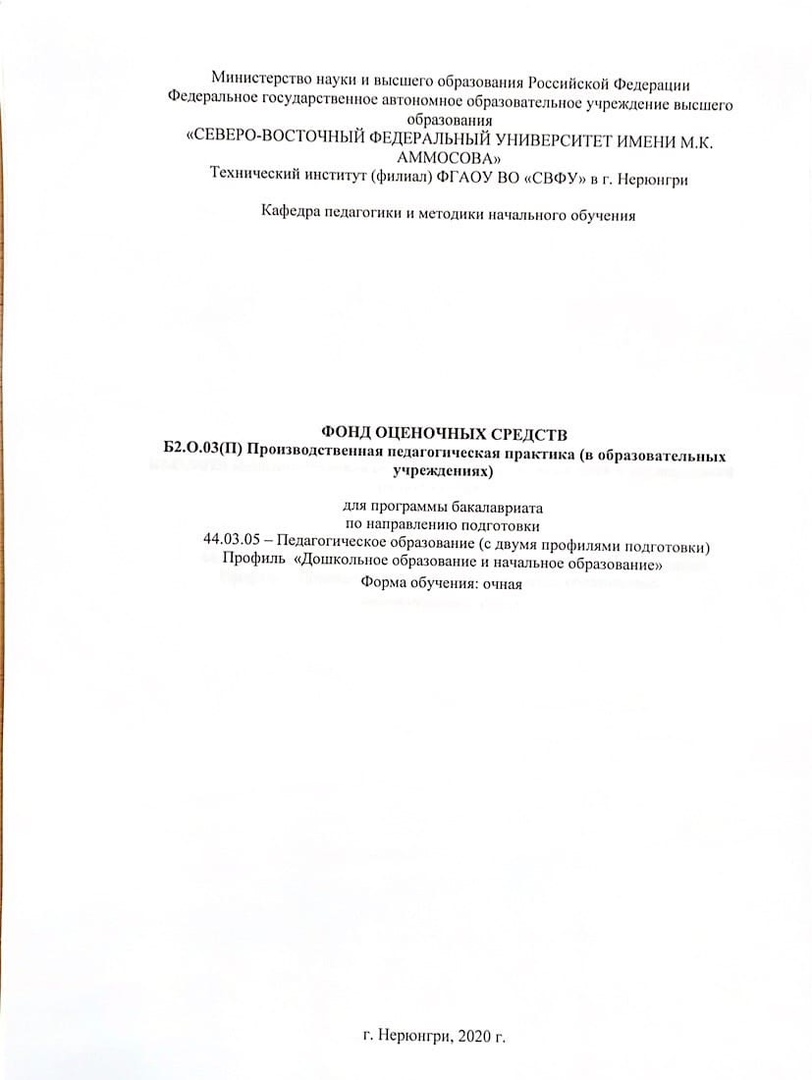 Министерство науки и высшего образования Российской Федерации
Федеральное государственное автономное образовательное учреждение высшего
образования
«СЕВЕРО-ВОСТОЧНЫЙ ФЕДЕРАЛЬНЫЙ УНИВЕРСИТЕТ ИМЕНИ М.К.
АММОСОВА»
Технический институт (филиал) ФГАОУ ВО «СВФУ» в г. Нерюнгри
Кафедра педагогики и методики начального обучения
ФОНД ОЦЕНОЧНЫХ СРЕДСТВ
Б2.О.03(П) Производственная педагогическая практика (в образовательных
учреждениях)
для программы бакалавриата
по направлению подготовки
44.03.05 – Педагогическое образование (с двумя профилями подготовки)
Профиль «Дошкольное образование и начальное образование»
Форма обучения: очная
г. Нерюнгри, 2020 г.